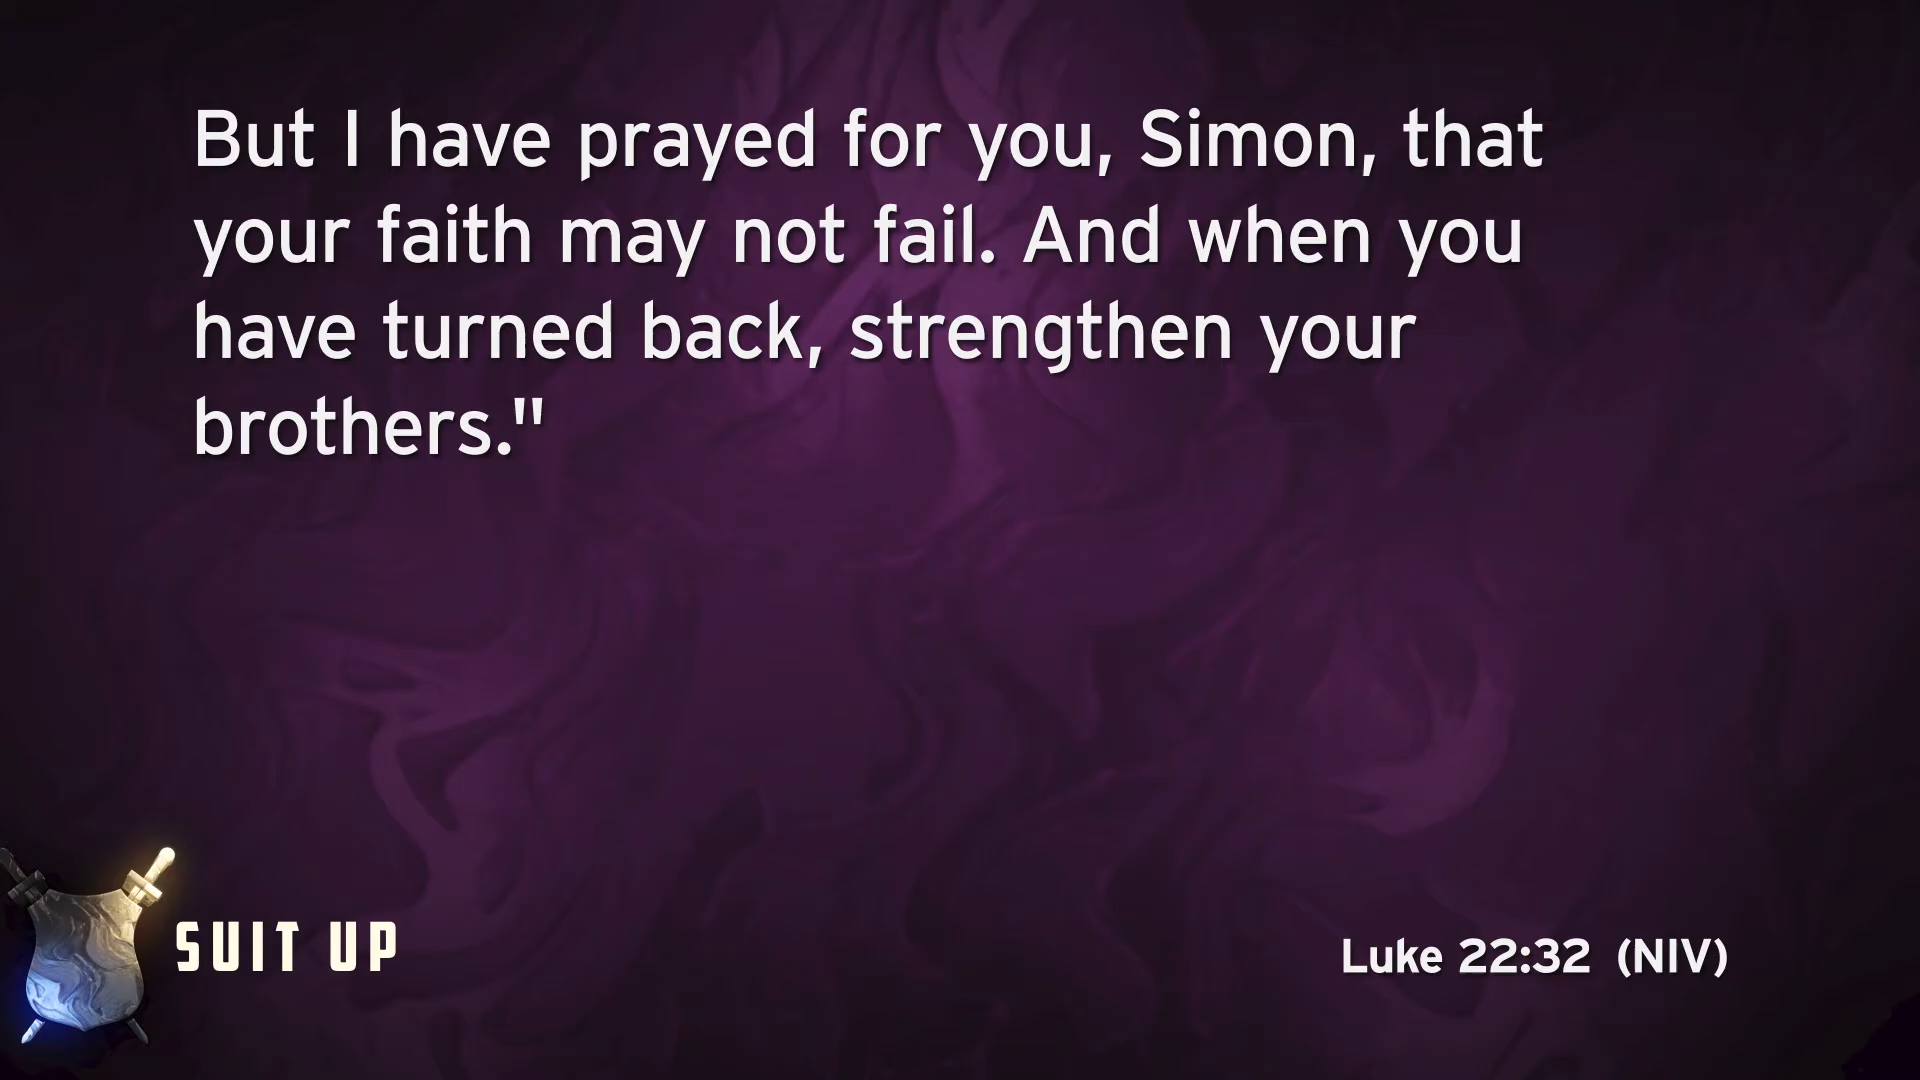 But I have prayed for you, Simon, that
your faith may not fail. And when you
have turned back, strengthen your
brothers."
SUIT UP
Luke 22:32 (NIV)